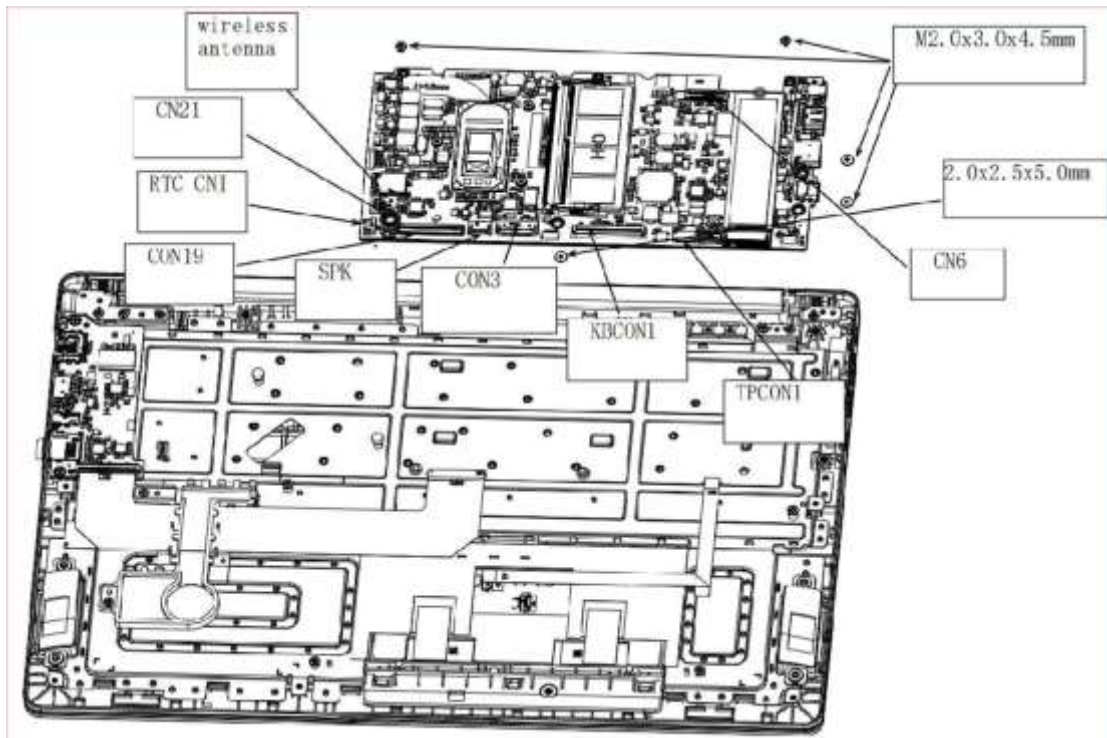 wireless
antenna
M2.0x3.0x4.5mm
CN21
RTC CN1
2.0x2.5x5.0mm
CON19
SPK
CON3
CN6
KBCON1
TPCON1